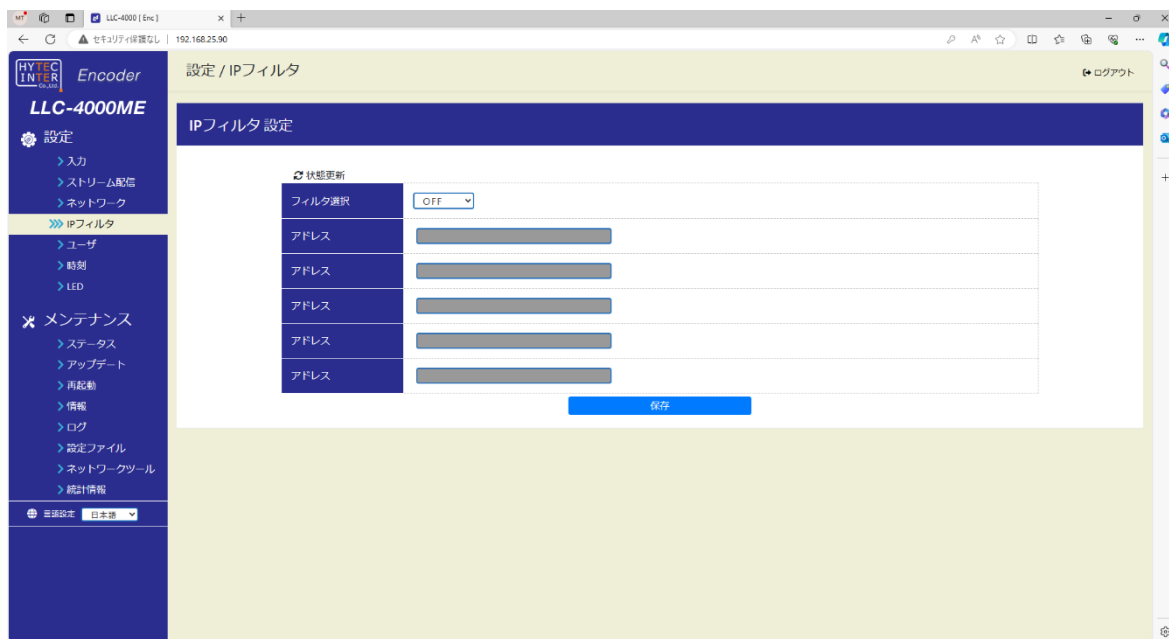 MT
LLC-4000 [ Enc ]
セキュリティ保護なし
192.168.25.90
HYTEC
INTER
Co.,Ltd.
Encoder
LLC-4000ME
設定
入力
ストリーム配信
ネットワーク
IPフィルタ
ユーザ
時刻
LED
メンテナンス
ステータス
アップデート
再起動
情報
ログ
設定ファイル
ネットワークツール
統計情報
言語設定 日本語
設定 / IPフィルタ
ログアウト
IPフィルタ 設定
状態更新
フィルタ選択 OFF
アドレス
アドレス
アドレス
アドレス
アドレス
保存